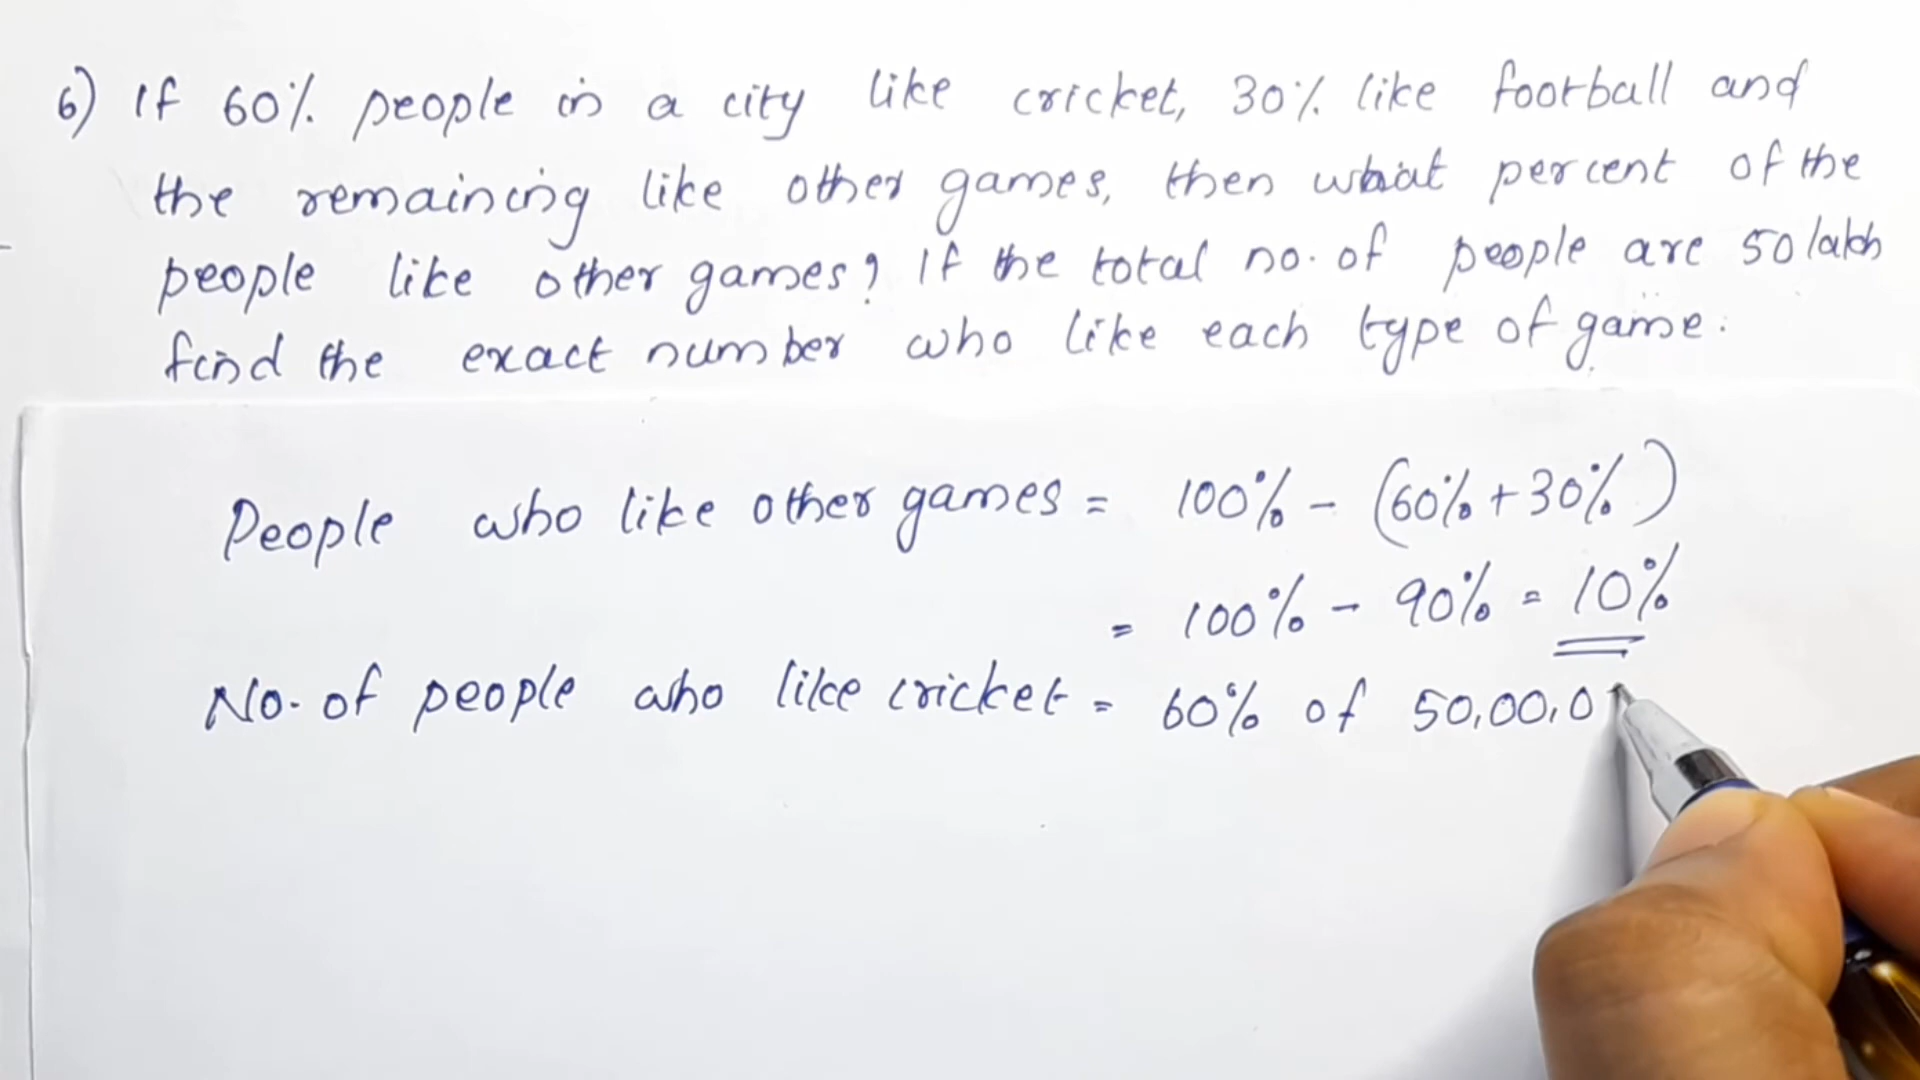 6) If 60% people in a city like cricket, 30% like football and
the remaining like other games, then what percent of the
people like other games? If the total no. of people are 50 lakh
find the exact number who like each type of game.
People who like other games = 100% - (60% + 30%)
= 100% - 90% = 10%
No. of people who like cricket = 60% of 50,00,0